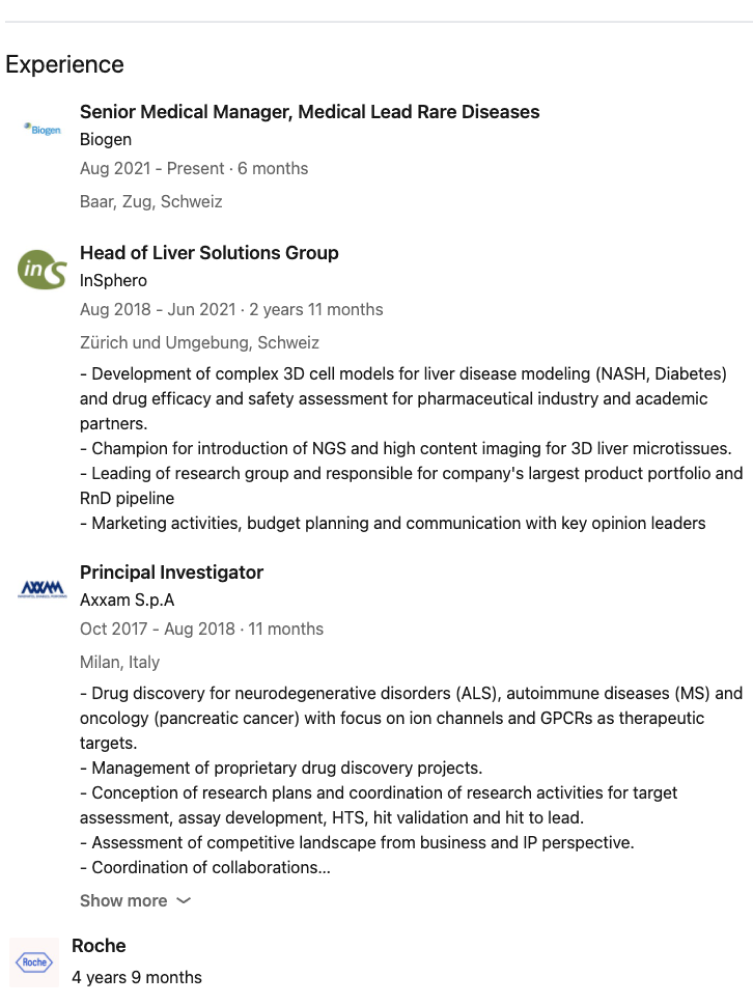 Experience
Senior Medical Manager, Medical Lead Rare Diseases
Biogen
Biogen
Aug 2021 - Present · 6 months
Baar, Zug, Schweiz
Head of Liver Solutions Group
inS
InSphero
Aug 2018 - Jun 2021 · 2 years 11 months
Zürich und Umgebung, Schweiz
- Development of complex 3D cell models for liver disease modeling (NASH, Diabetes)
and drug efficacy and safety assessment for pharmaceutical industry and academic
partners.
- Champion for introduction of NGS and high content imaging for 3D liver microtissues.
- Leading of research group and responsible for company's largest product portfolio and
RnD pipeline
- Marketing activities, budget planning and communication with key opinion leaders
Principal Investigator
AXXAM
Axxam S.p.A
Oct 2017 - Aug 2018 · 11 months
Milan, Italy
- Drug discovery for neurodegenerative disorders (ALS), autoimmune diseases (MS) and
oncology (pancreatic cancer) with focus on ion channels and GPCRs as therapeutic
targets.
- Management of proprietary drug discovery projects.
- Conception of research plans and coordination of research activities for target
assessment, assay development, HTS, hit validation and hit to lead.
- Assessment of competitive landscape from business and IP perspective.
- Coordination of collaborations...
Show more
Roche
Roche
4 years 9 months